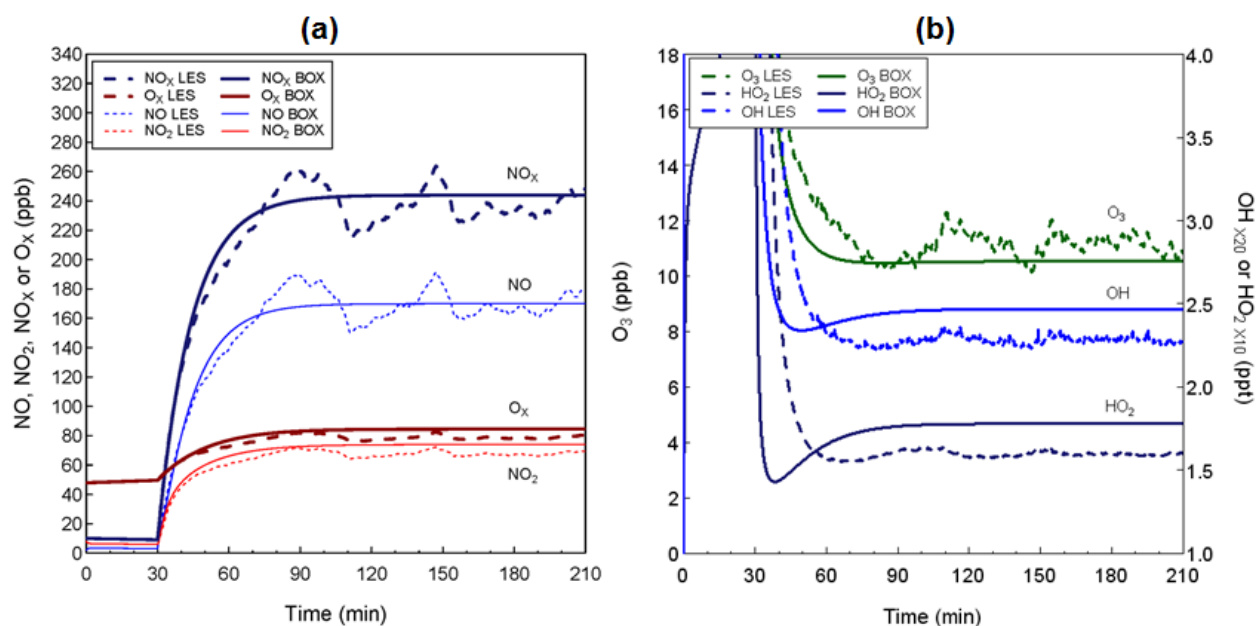 (a)
340
320
300
280
260
240
220
200
180
160
140
120
100
80
60
40
20
0
NO, NO₂, NOₓ or Oₓ (ppb)
Noₓ LES
NOₓ BOX
Oₓ LES
Oₓ BOX
NO LES
NO BOX
NO₂ LES
NO₂ BOX
NOₓ
NO
Oₓ
NO₂
0 30 60 90 120 150 180 210
Time (min)
(b)
18
16
14
12
10
8
6
4
2
0
O₃ (ppb)
O₃ LES
O₃ BOX
HO₂ LES
HO₂ BOX
OH LES
OH BOX
O₃
OH
HO₂
4.0
3.5
3.0
2.5
2.0
1.5
1.0
OH X20 or HO₂ X10 (ppt)
0 30 60 90 120 150 180 210
Time (min)